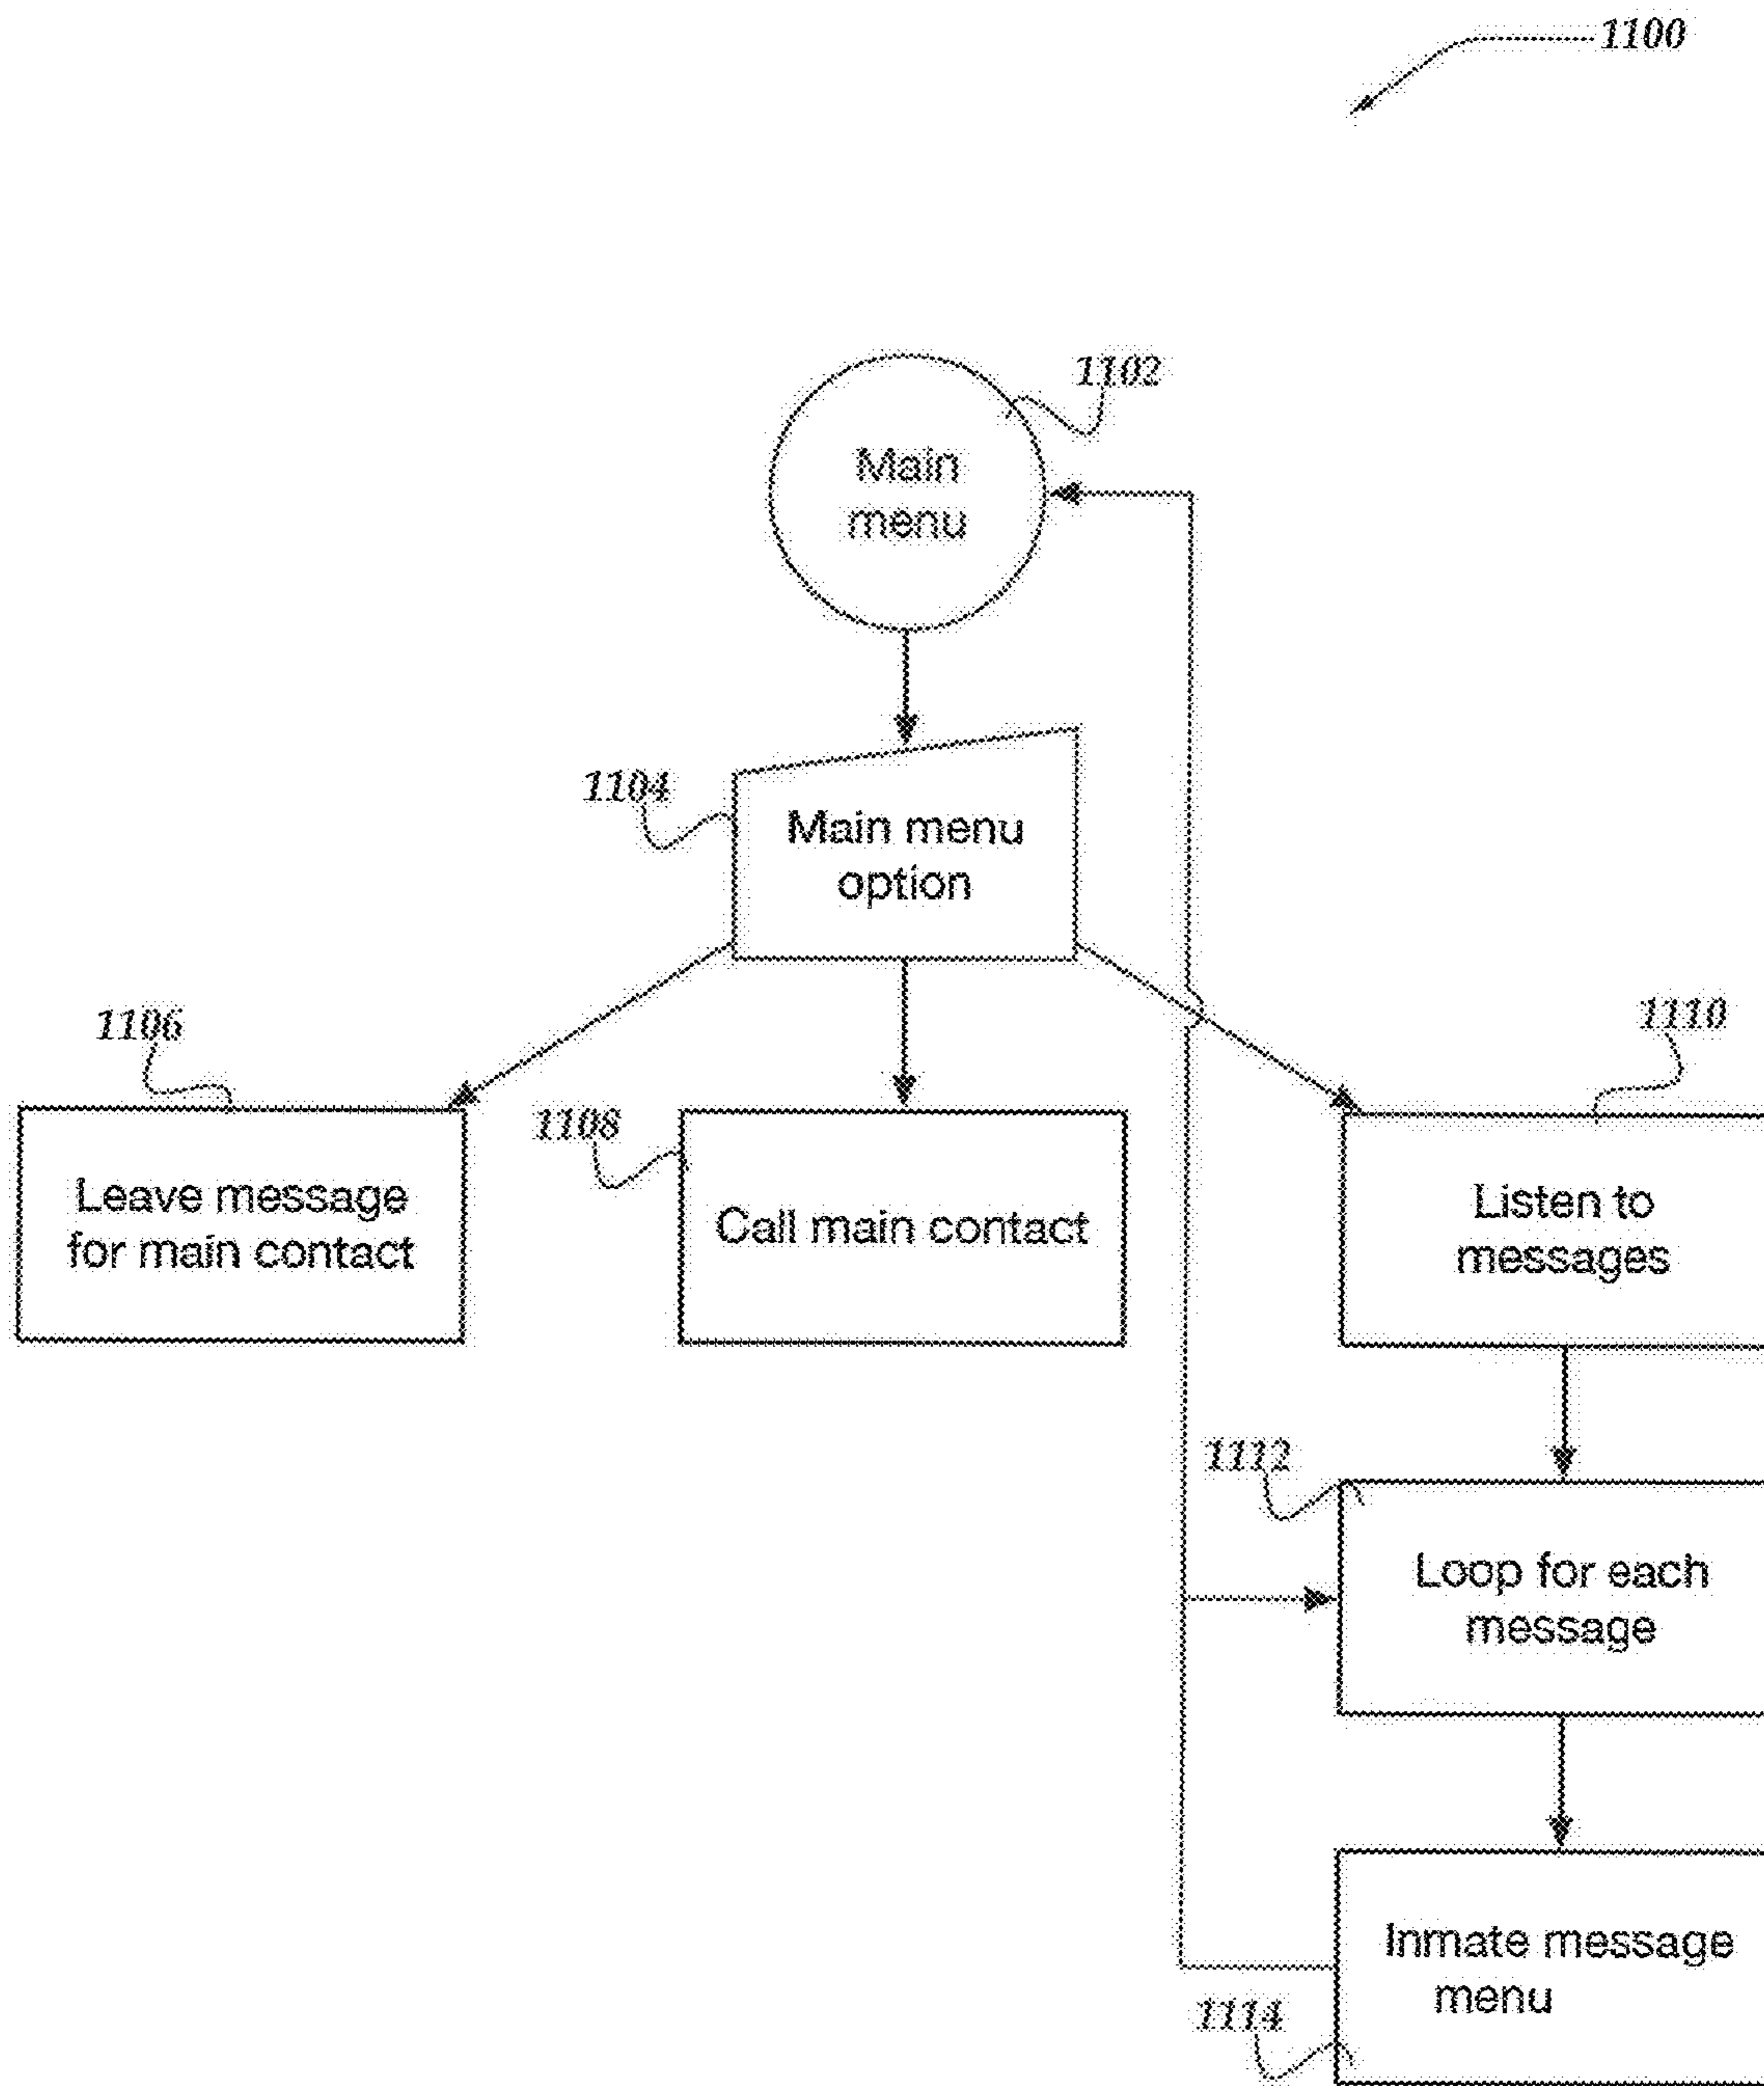 1100
1102
Main
menu
1104
Main menu
option
1106
Leave message
for main contact
1108
Call main contact
1110
Listen to
messages
1112
Loop for each
message
Inmate message
menu
1114